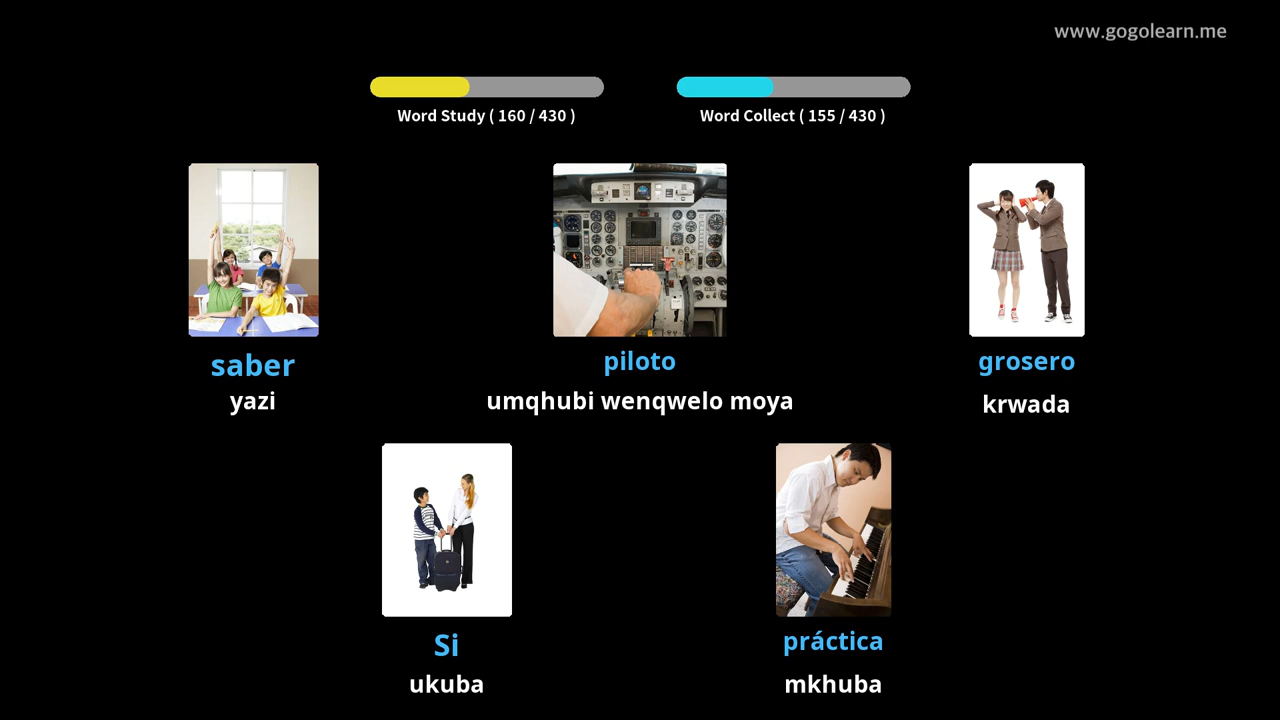 www.gogolearn.me
Word Study ( 160 / 430 )
Word Collect ( 155 / 430 )
saber
yazi
piloto
umqhubi wenqwelo moya
grosero
krwada
Si
ukuba
práctica
mkhuba